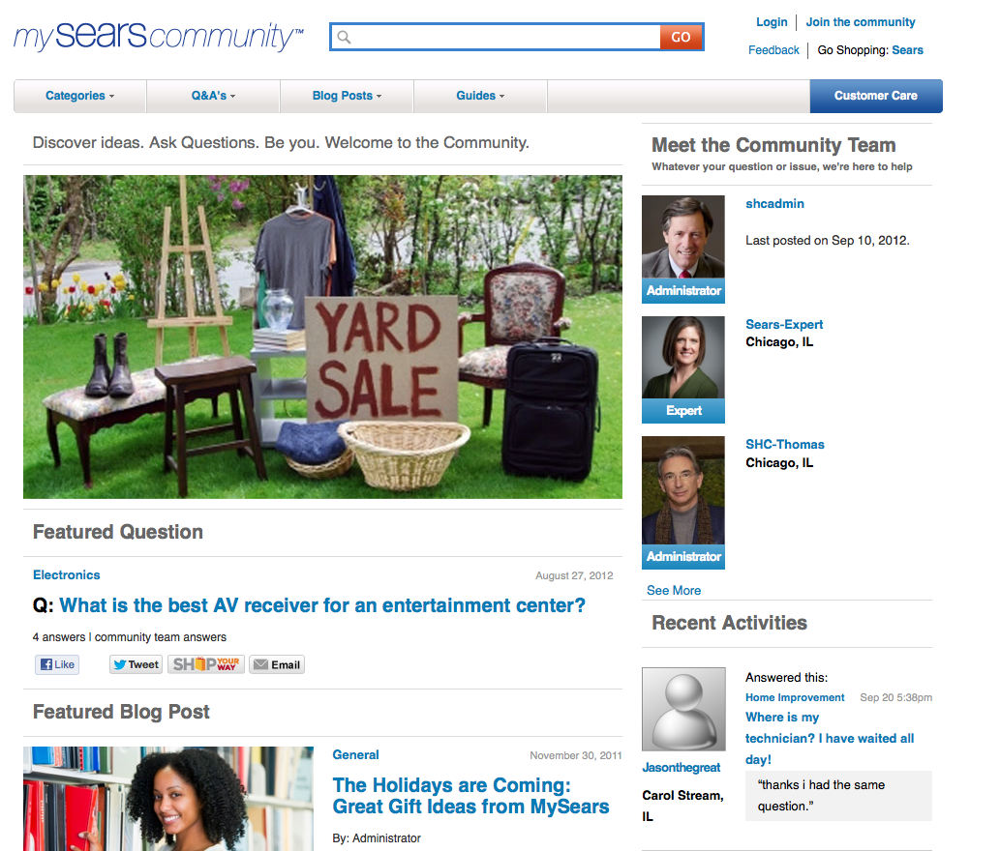 mysearscommunity™
GO
Login
Join the community
Feedback
Go Shopping: Sears
Categories
Q&A's
Blog Posts
Guides
Customer Care
Discover ideas. Ask Questions. Be you. Welcome to the Community.
YARD
SALE
Featured Question
Electronics
August 27, 2012
Q: What is the best AV receiver for an entertainment center?
4 answers | community team answers
Like
Tweet
SHOP YOUR WAY
Email
Featured Blog Post
General
November 30, 2011
The Holidays are Coming:
Great Gift Ideas from MySears
By: Administrator
Meet the Community Team
Whatever your question or issue, we're here to help
shcadmin
Last posted on Sep 10, 2012.
Administrator
Sears-Expert
Chicago, IL
Expert
SHC-Thomas
Chicago, IL
Administrator
See More
Recent Activities
Jasonthegreat
Carol Stream,
IL
Answered this:
Home Improvement
Sep 20 5:38pm
Where is my
technician? I have waited all
day!
“thanks i had the same
question.”